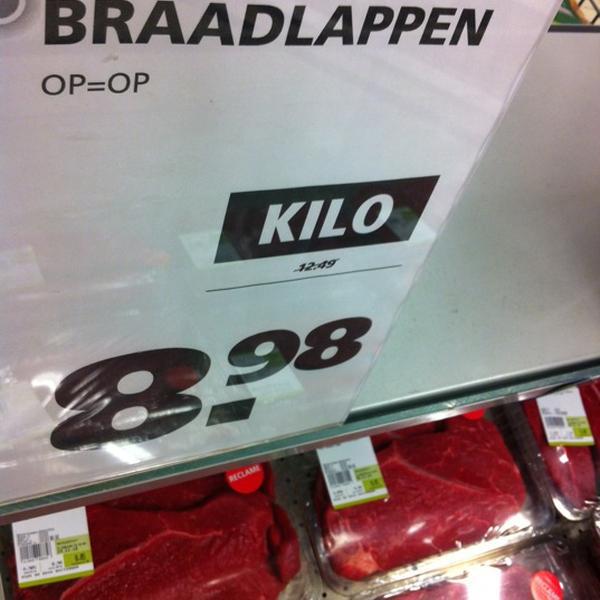 BRAADLAPPEN
OP=OP
KILO
12.49
8.98
RECLAME